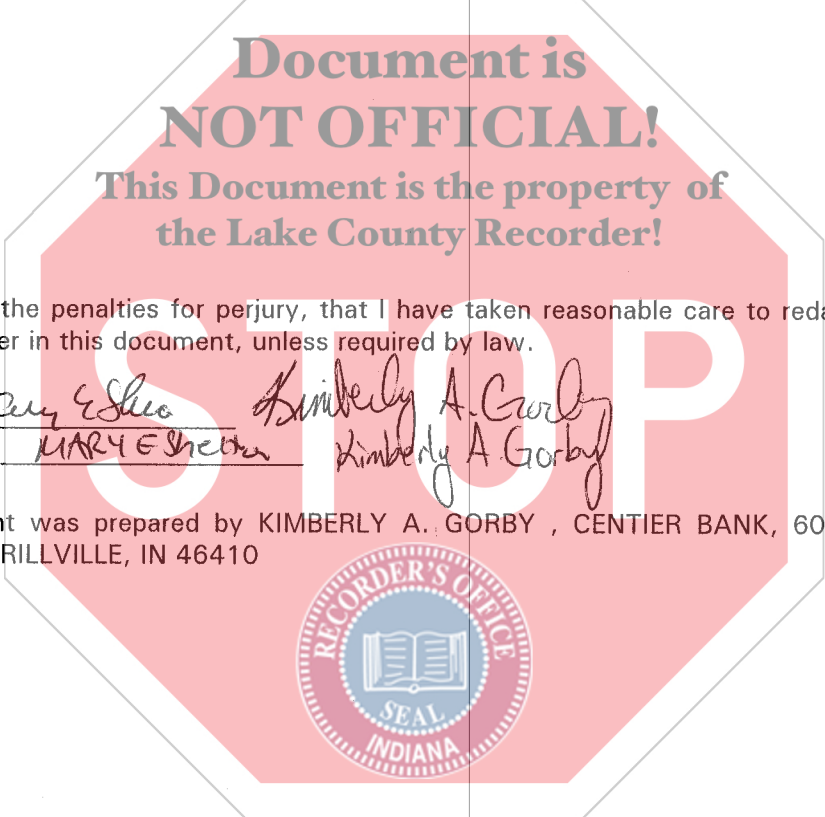 Document is
NOT OFFICIAL!
This Document is the property of
the Lake County Recorder!
STOP
the penalties for perjury, that I have taken reasonable care to reda
er in this document, unless required by law.
Kimberly A. Gorby
MARY E Kimberly A Gorby
nt was prepared by KIMBERLY A. GORBY , CENTIER BANK, 60
RILLVILLE, IN 46410
RECORDER'S OFFICE
SEAL
INDIANA